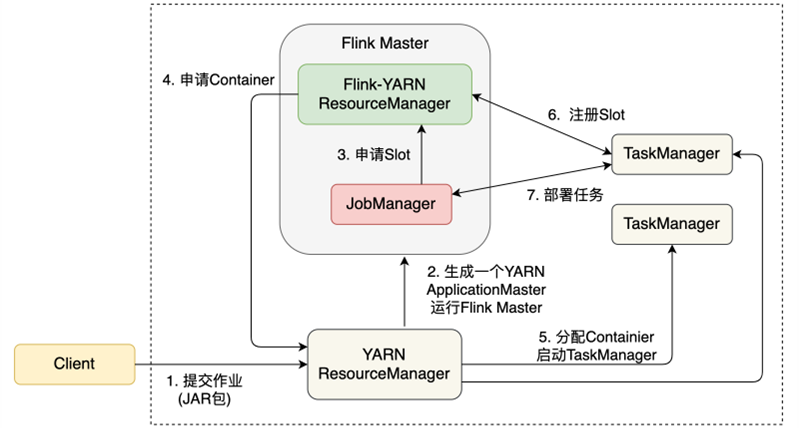 Flink Master
4. 申请Container
Flink-YARN
ResourceManager
6. 注册Slot
3. 申请Slot
TaskManager
JobManager
7. 部署任务
TaskManager
2. 生成一个YARN
ApplicationMaster
运行Flink Master
5. 分配Containier
启动TaskManager
YARN
ResourceManager
Client
1. 提交作业
(JAR包)